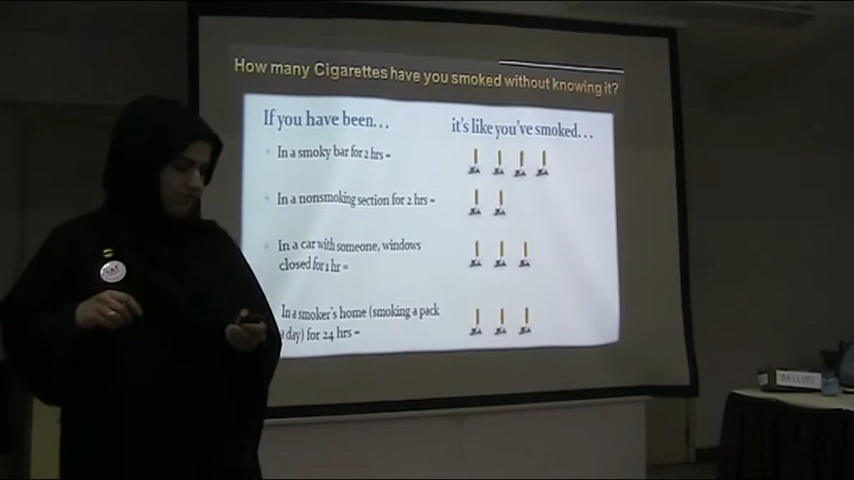 How many Cigarettes have you smoked without knowing it?
If you have been...
it's like you've smoked...
In a smoky bar for 2 hrs =
In a nonsmoking section for 2 hrs =
In a car with someone, windows
closed for 1 hr =
In a smoker's home (smoking a pack
a day) for 24 hrs =